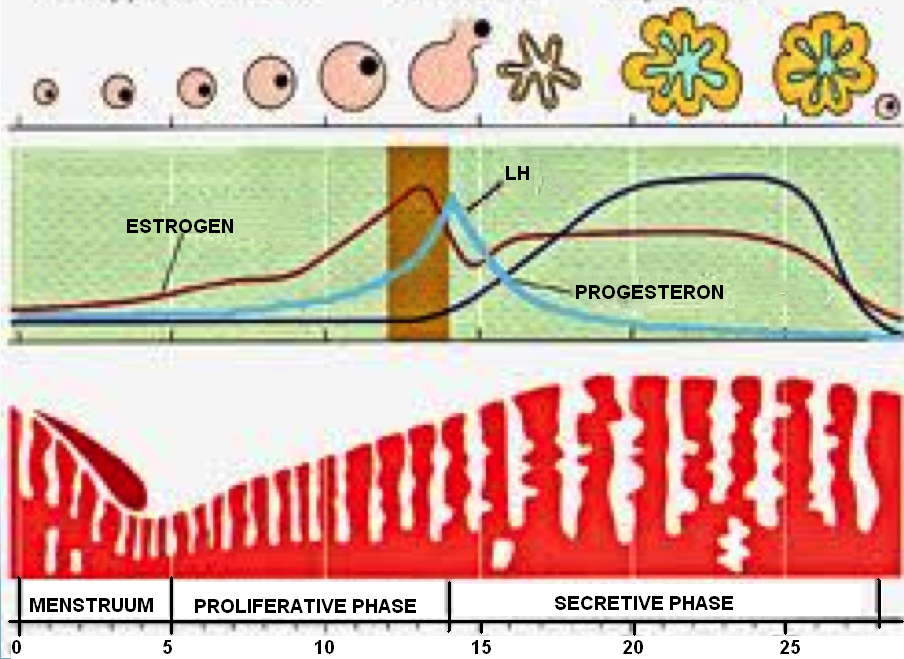 LH
ESTROGEN
PROGESTERON
MENSTRUUM PROLIFERATIVE PHASE SECRETIVE PHASE
0 5 10 15 20 25